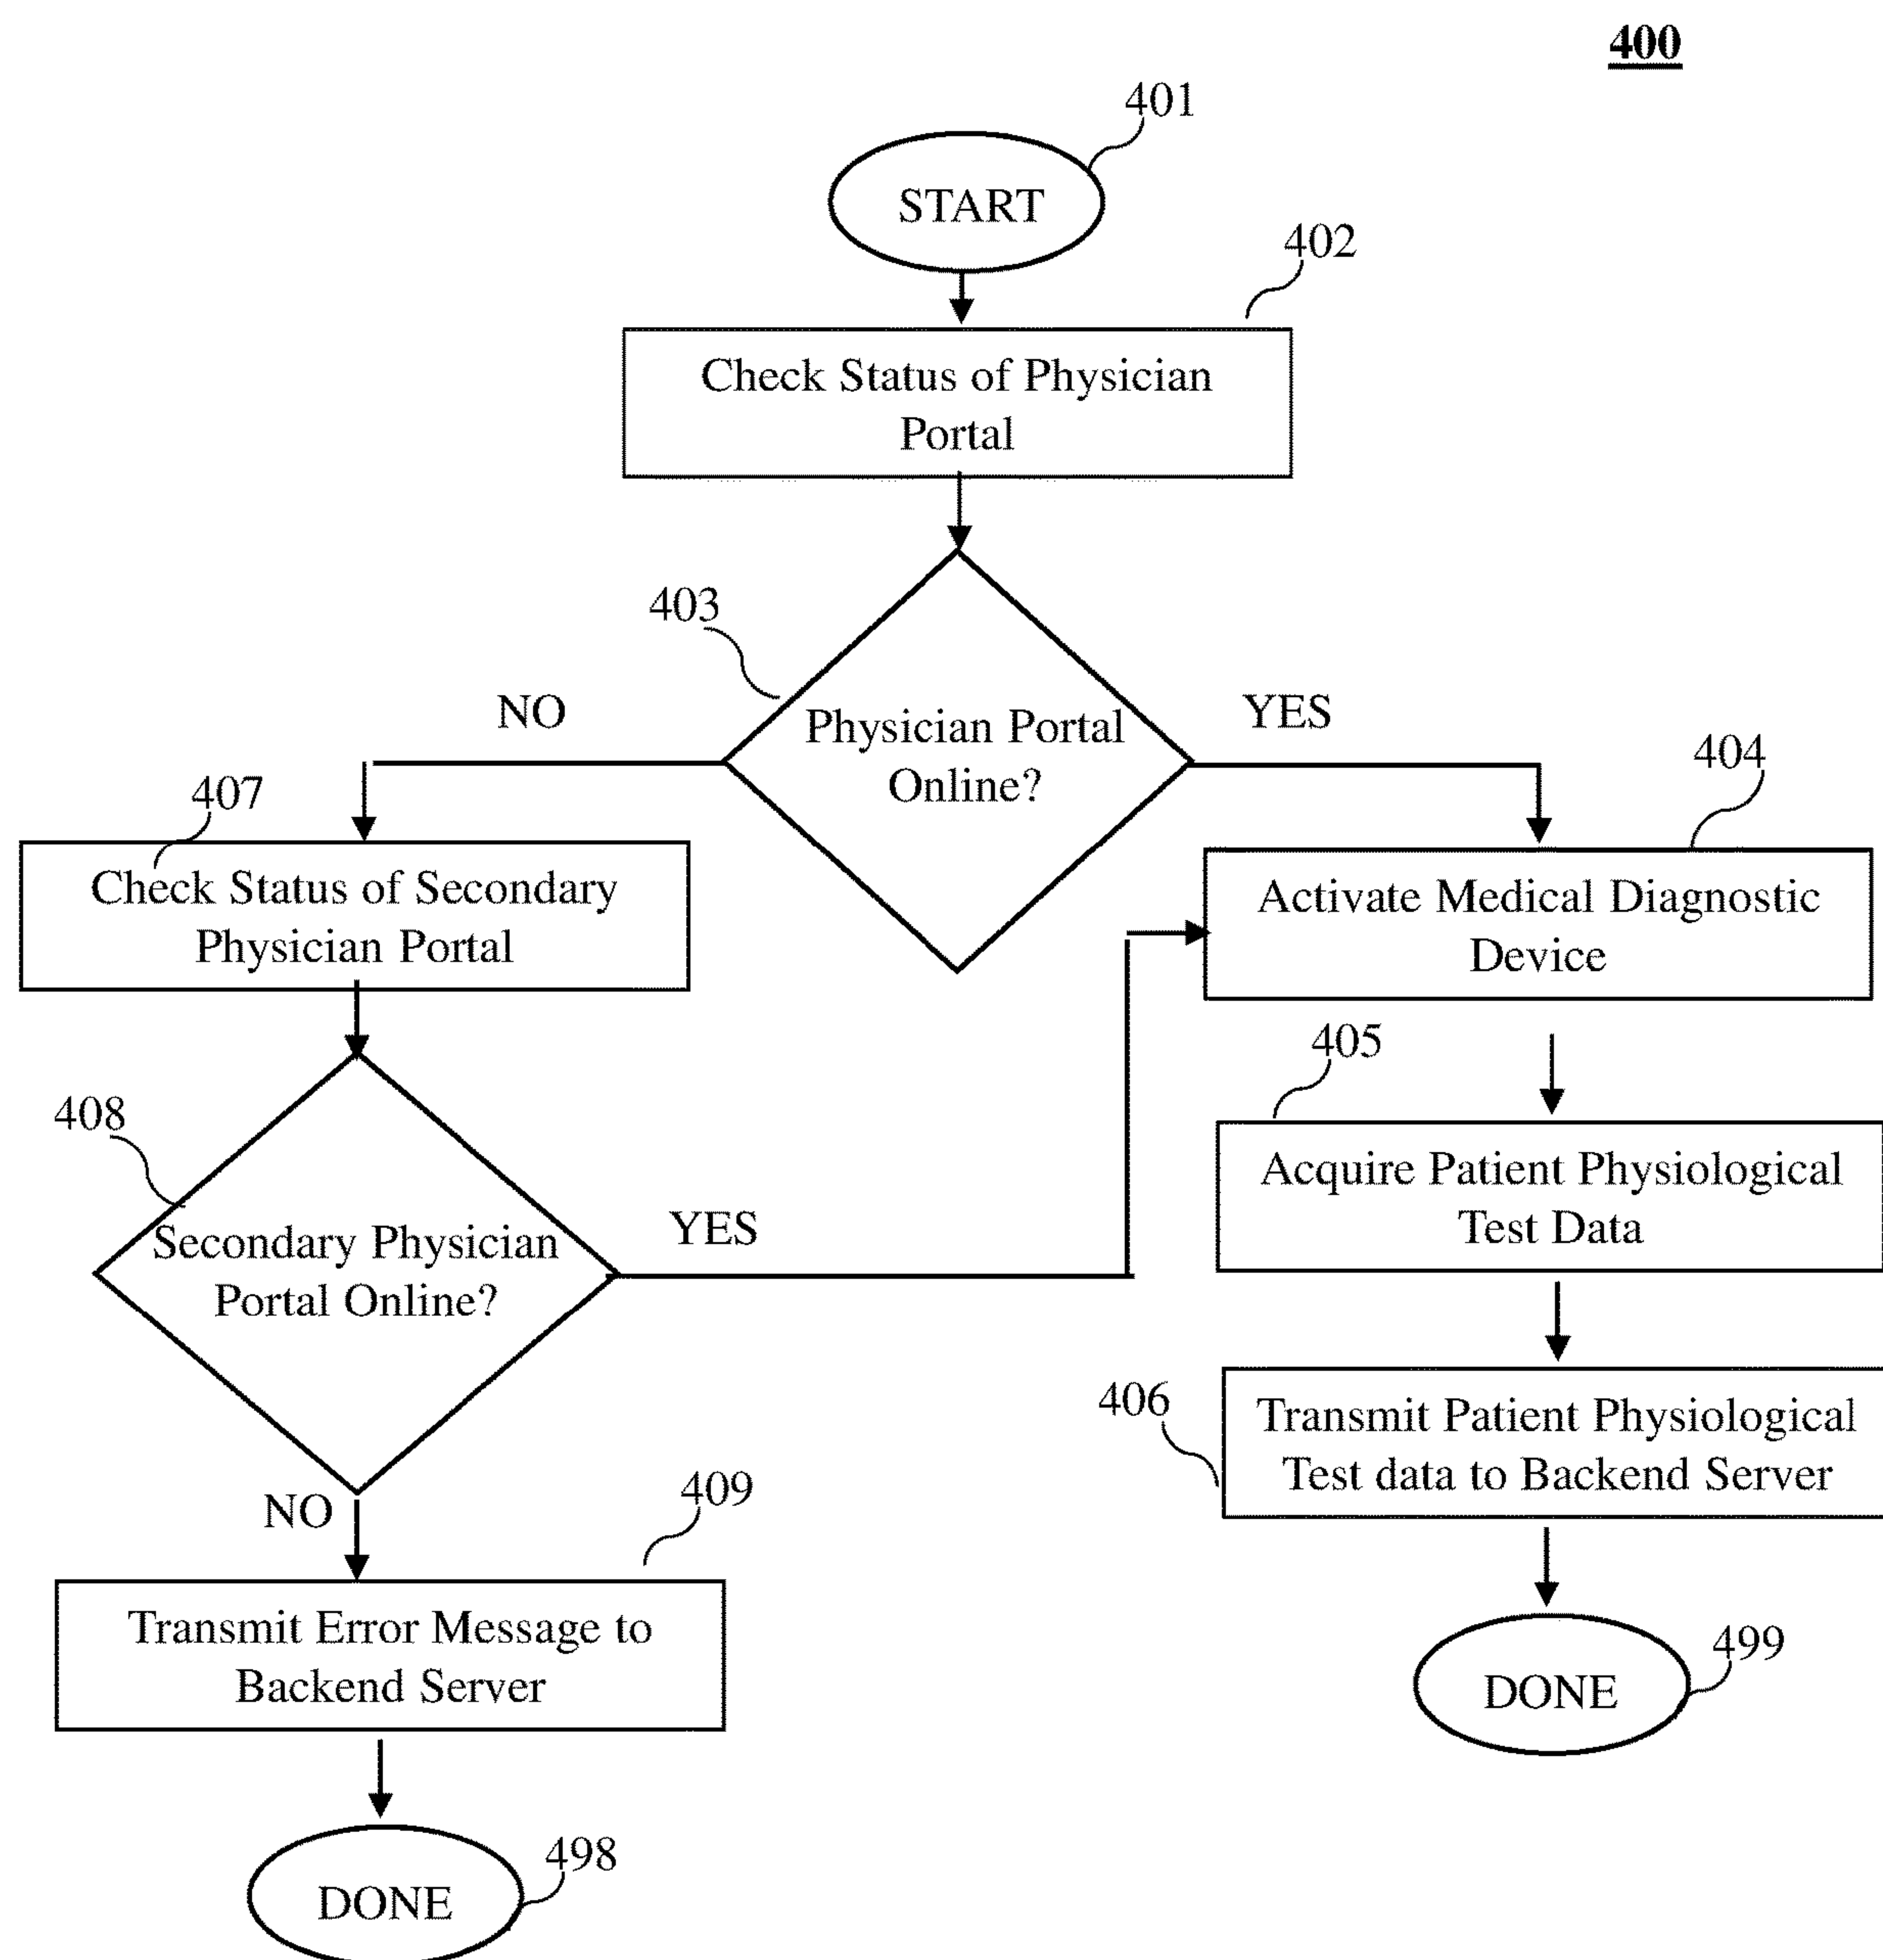 400
401
START
402
Check Status of Physician
Portal
403
Physician Portal
Online?
NO
YES
404
407
Check Status of Secondary
Physician Portal
Activate Medical Diagnostic
Device
405
Acquire Patient Physiological
Test Data
408
Secondary Physician
Portal Online?
YES
406
Transmit Patient Physiological
Test data to Backend Server
NO
409
Transmit Error Message to
Backend Server
499
DONE
498
DONE